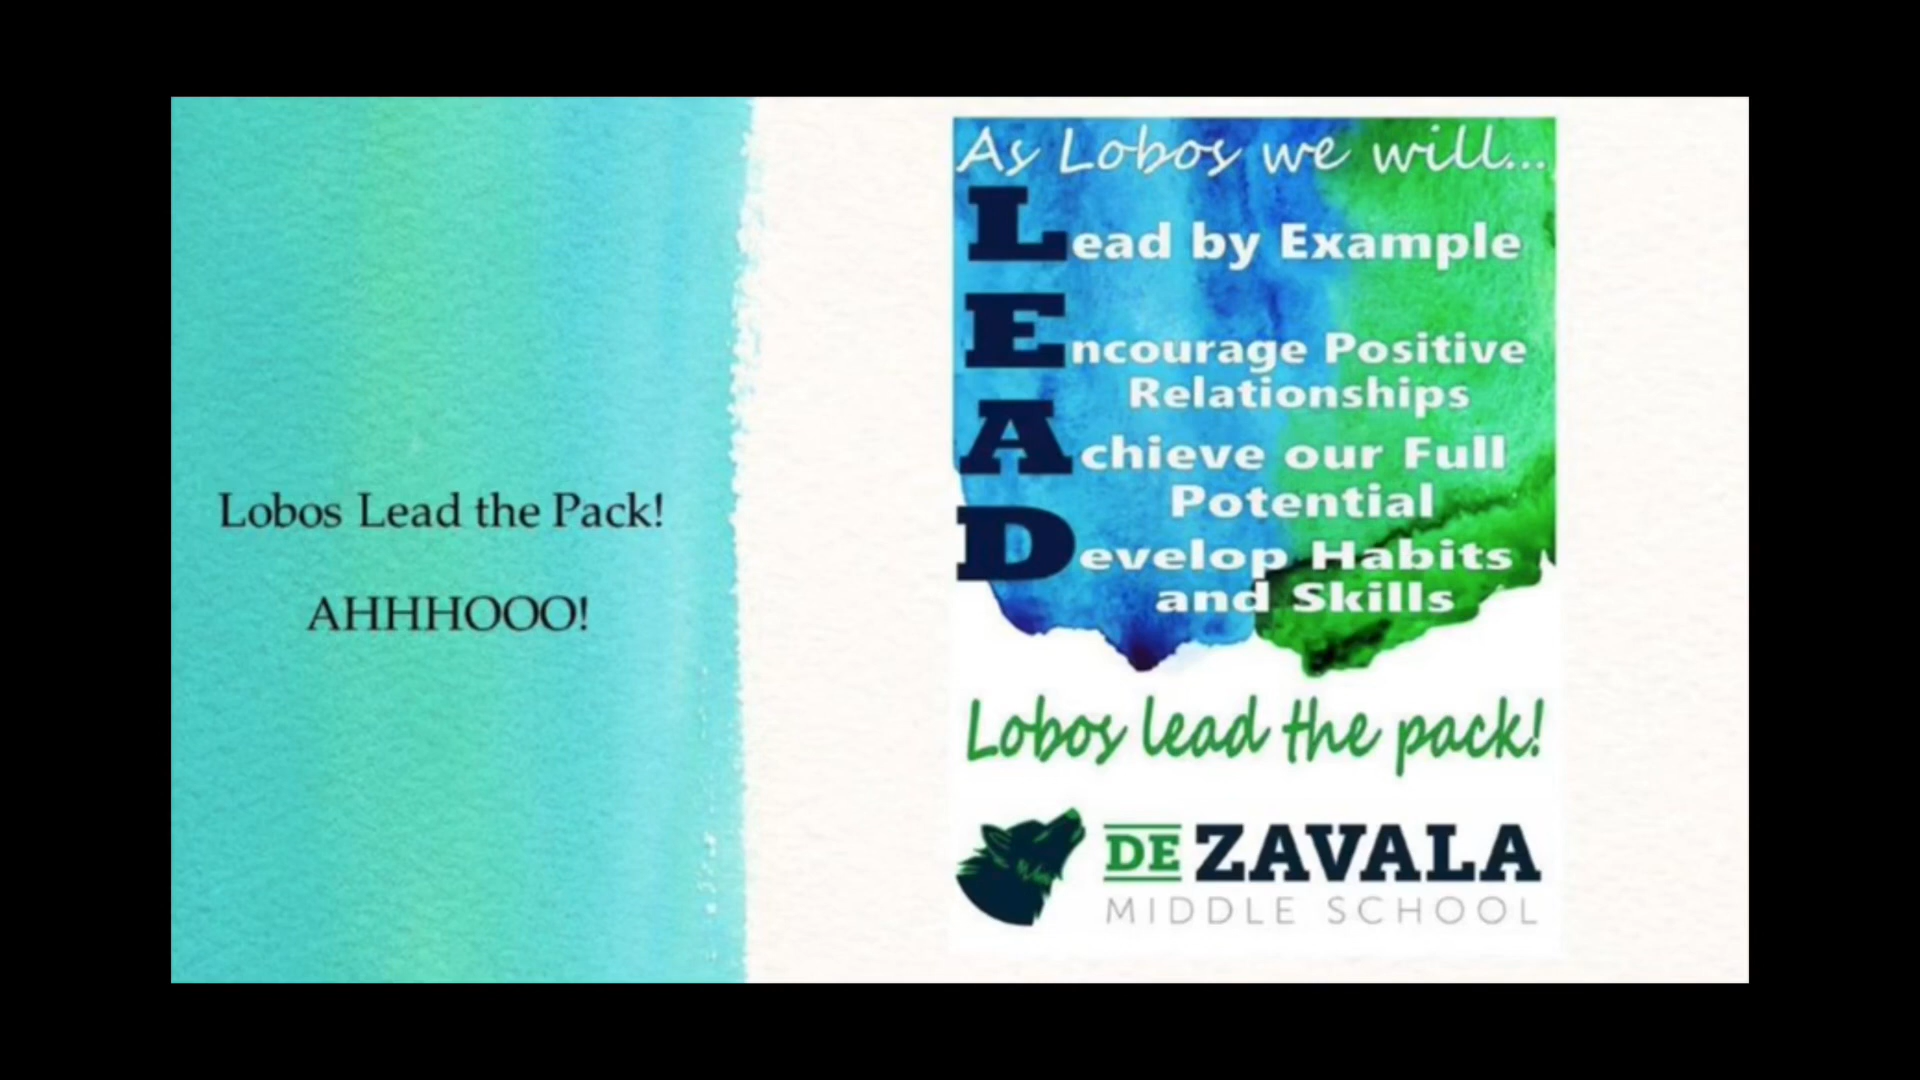 Lobos Lead the Pack!
AHHHOOO!
As Lobos we will...
Lead by Example
Encourage Positive
Relationships
Achieve our Full
Potential
Develop Habits
and Skills
Lobos lead the pack!
DE ZAVALA
MIDDLE SCHOOL